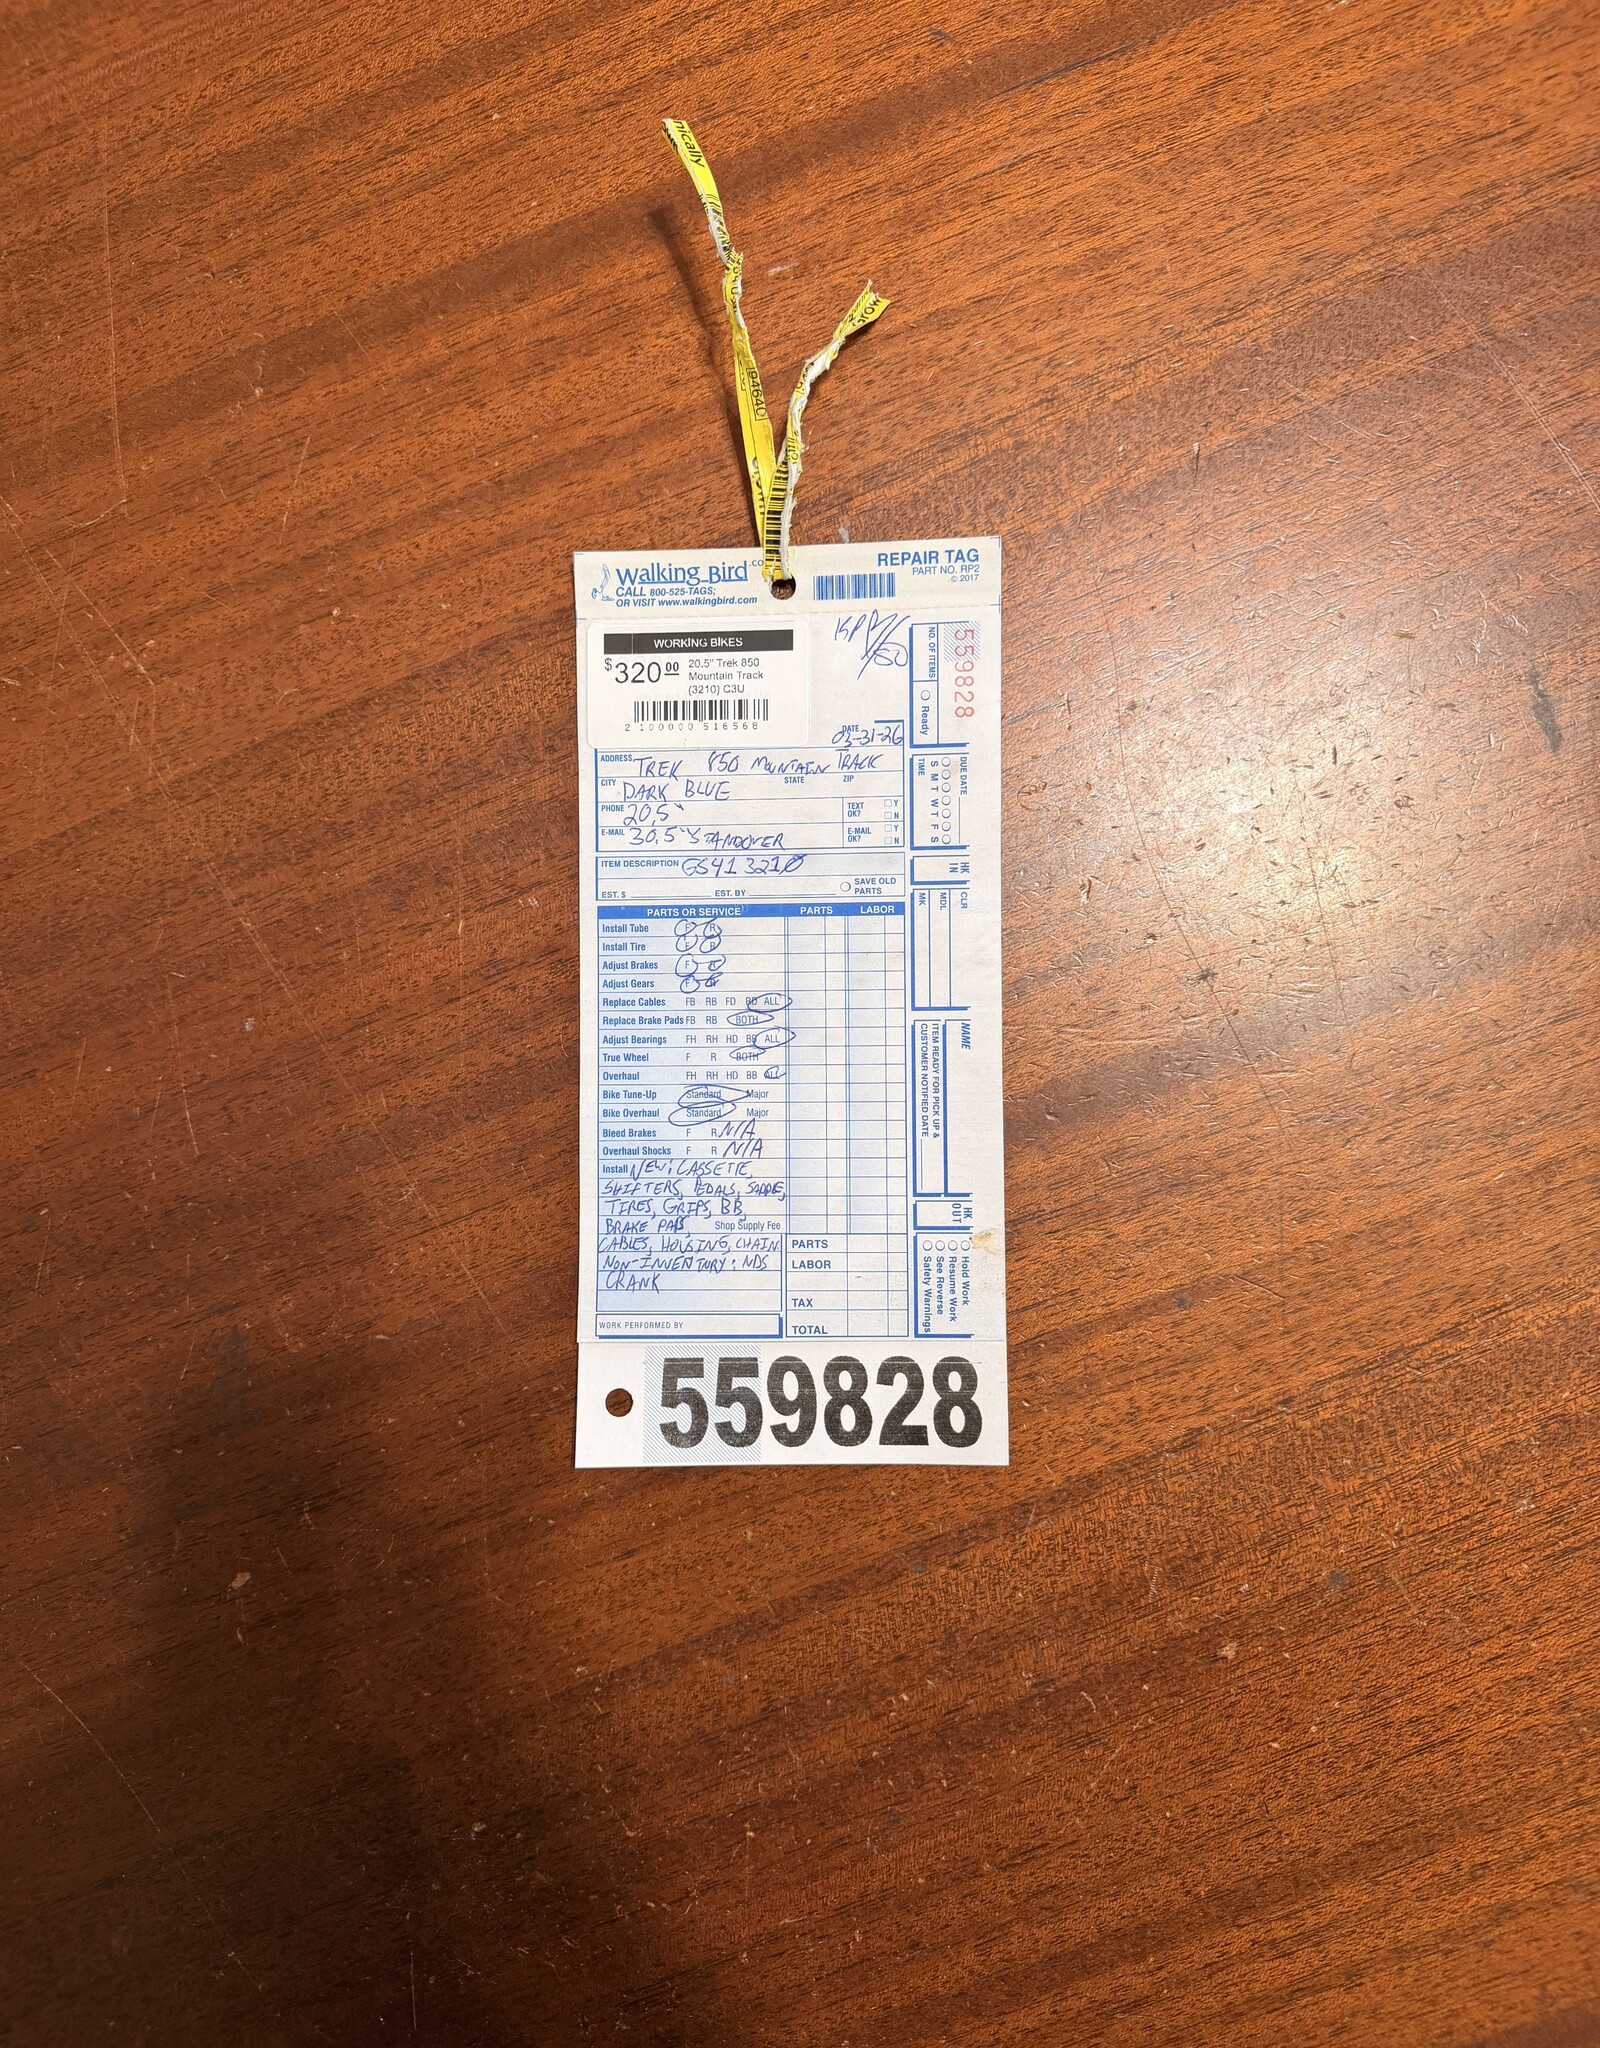 nically
94640
Grow
Walking Bird.co
CALL 800-525-TAGS;
OR VISIT www.walkingbird.com
REPAIR TAG
PART NO. RP2
© 2017
WORKING BIKES
$320.00
20.5" Trek 850
Mountain Track
(3210) C3U
2 100000 516568
DATE 03-31-26
ADDRESS TREK 850 MOUNTAIN TRACK
CITY DARK BLUE STATE ZIP
PHONE 20.5" TEXT OK? Y N
E-MAIL 30.5" STANDOVER E-MAIL OK? Y N
ITEM DESCRIPTION GS41 3210
EST. $ EST. BY SAVE OLD PARTS
PARTS OR SERVICE PARTS LABOR
Install Tube F R
Install Tire F R
Adjust Brakes F R
Adjust Gears F R
Replace Cables FB RB FD RD ALL
Replace Brake Pads FB RB BOTH
Adjust Bearings FH RH HD BB ALL
True Wheel F R BOTH
Overhaul FH RH HD BB ALL
Bike Tune-Up Standard Major
Bike Overhaul Standard Major
Bleed Brakes F R N/A
Overhaul Shocks F R N/A
Install NEW: CASSETTE,
SHIFTERS, PEDALS, SADDLE,
TIRES, GRIPS, BB,
BRAKE PADS, Shop Supply Fee
CABLES, HOUSING, CHAIN
NON-INVENTORY: NDS
CRANK
WORK PERFORMED BY
PARTS
LABOR
TAX
TOTAL
559828
NO. OF ITEMS
Ready
DUE DATE
S M T W T F S
TIME
HK IN
CLR
MDL
MK
NAME
ITEM READY FOR PICK UP &
CUSTOMER NOTIFIED DATE
HK OUT
Hold Work
Resume Work
See Reverse
Safety Warnings
559828